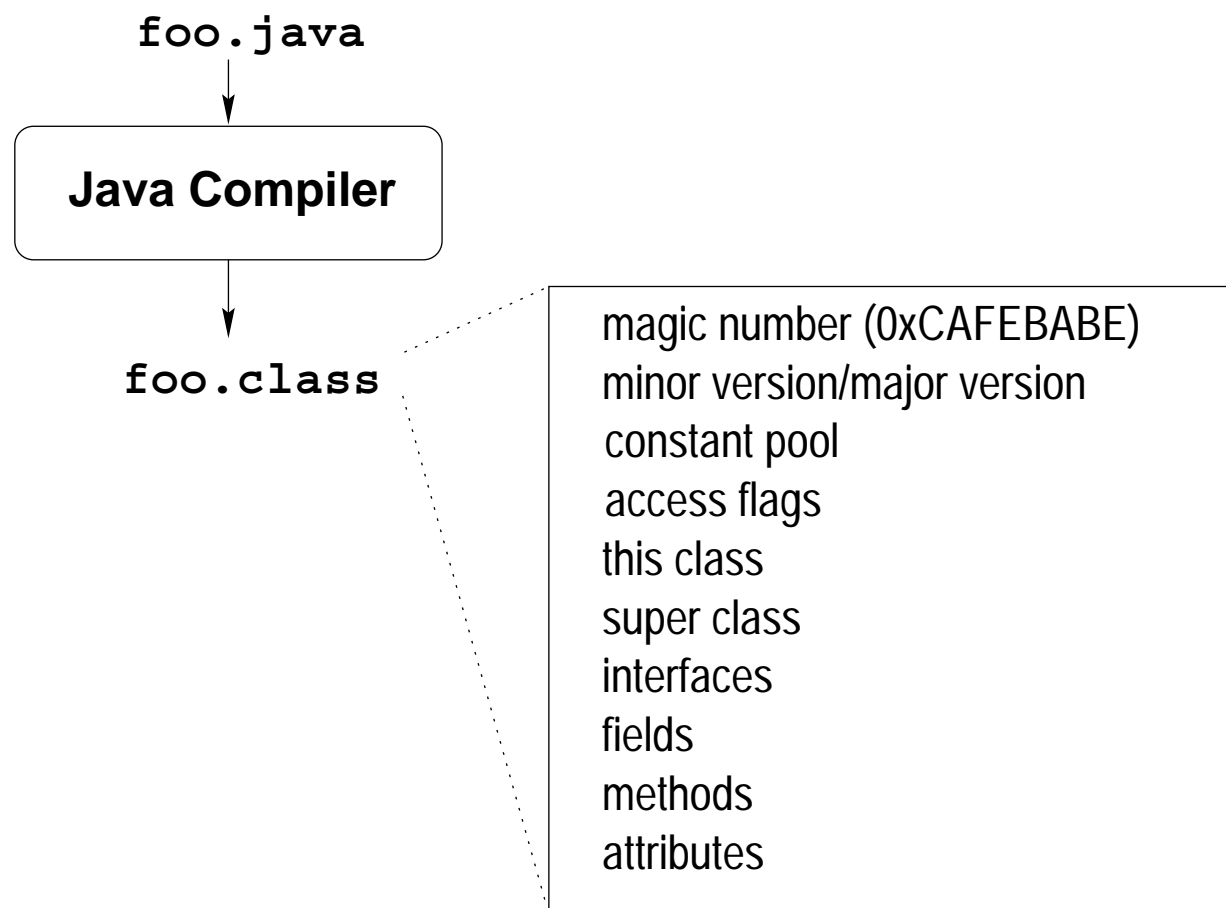 foo.java
Java Compiler
foo.class
magic number (0xCAFEBABE)
minor version/major version
constant pool
access flags
this class
super class
interfaces
fields
methods
attributes